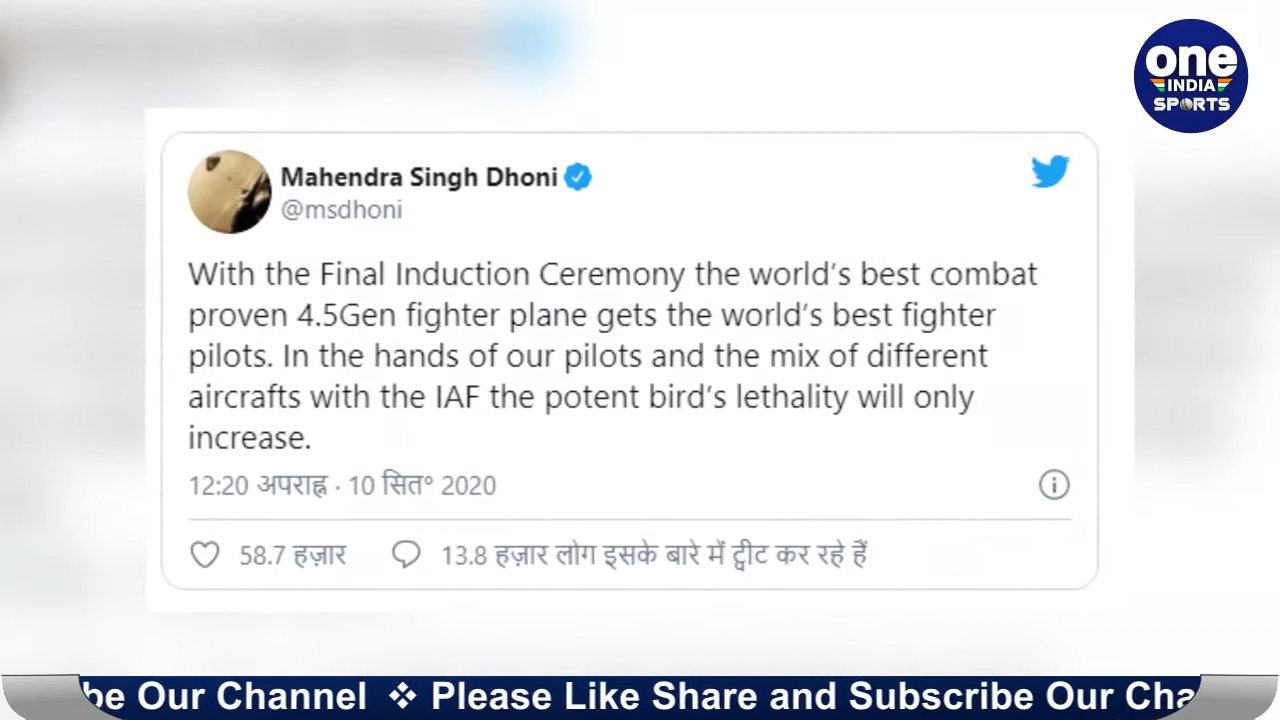 one
INDIA
SPORTS
Mahendra Singh Dhoni
@msdhoni
With the Final Induction Ceremony the world’s best combat
proven 4.5Gen fighter plane gets the world’s best fighter
pilots. In the hands of our pilots and the mix of different
aircrafts with the IAF the potent bird’s lethality will only
increase.
12:20 अपराह्न · 10 सित॰ 2020
58.7 हज़ार 13.8 हज़ार लोग इसके बारे में ट्वीट कर रहे हैं
be Our Channel ❖ Please Like Share and Subscribe Our Cha